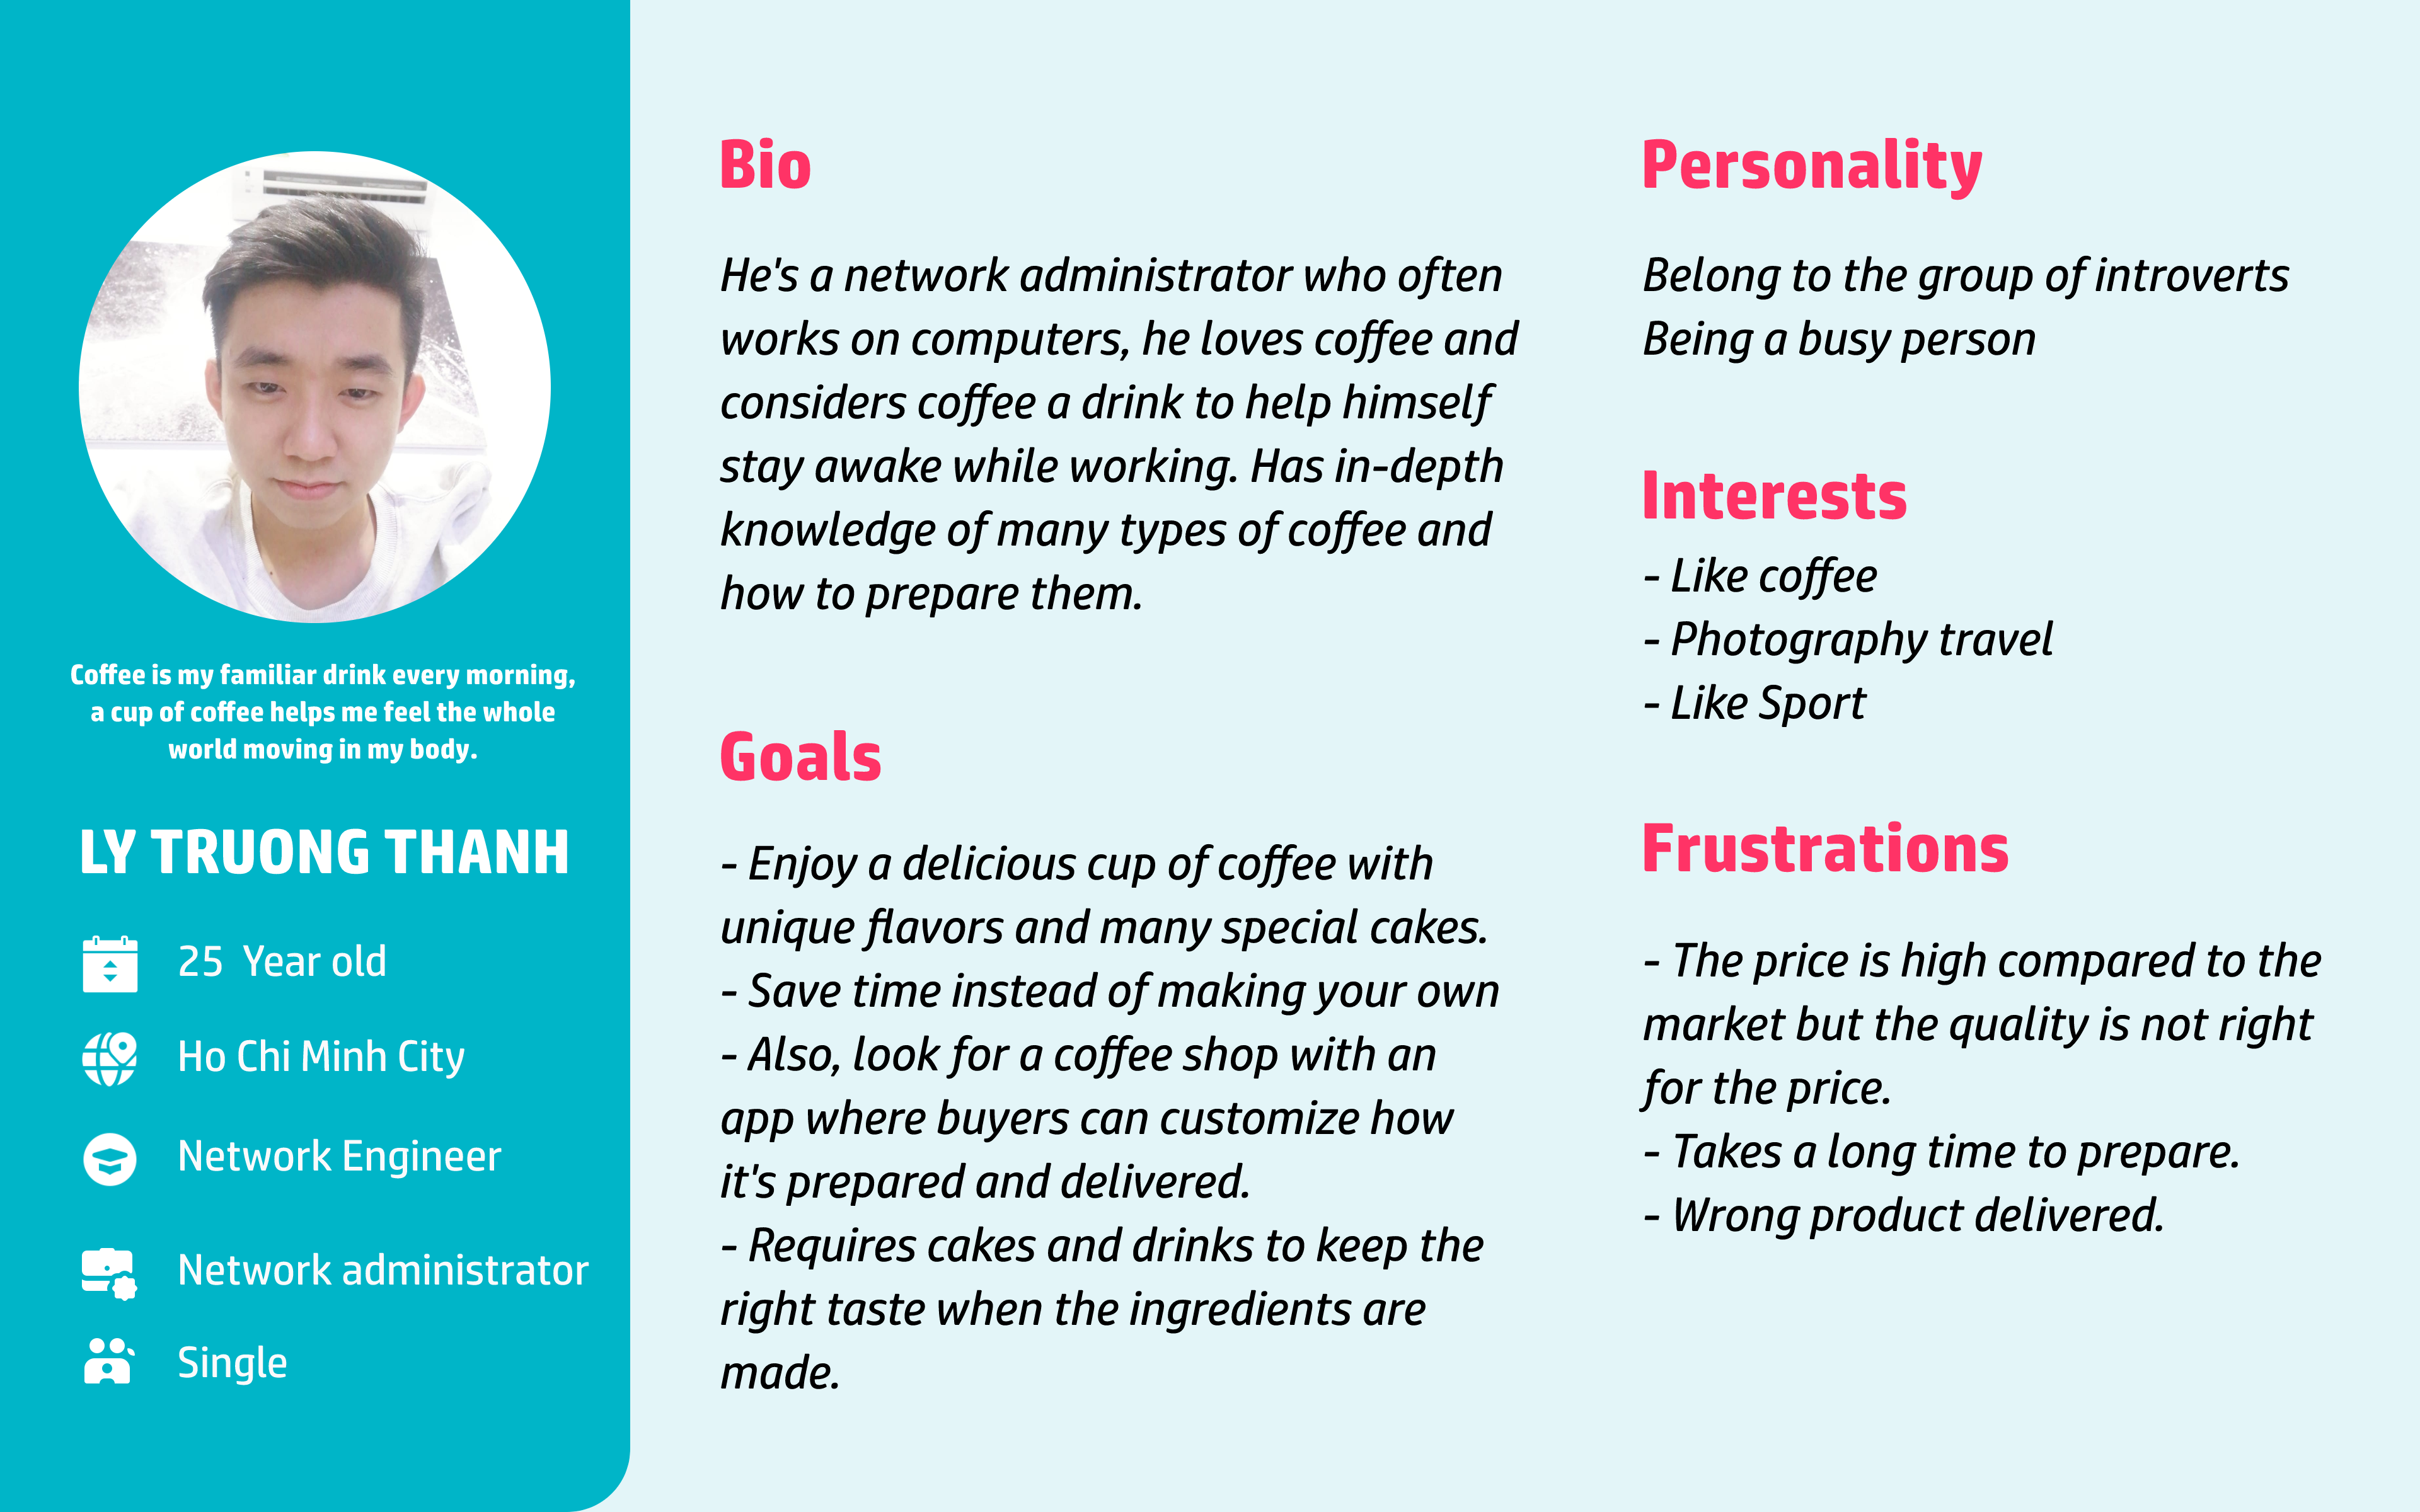 Coffee is my familiar drink every morning,
a cup of coffee helps me feel the whole
world moving in my body.
LY TRUONG THANH
25 Year old
Ho Chi Minh City
Network Engineer
Network administrator
Single
Bio
He's a network administrator who often
works on computers, he loves coffee and
considers coffee a drink to help himself
stay awake while working. Has in-depth
knowledge of many types of coffee and
how to prepare them.
Goals
- Enjoy a delicious cup of coffee with
unique flavors and many special cakes.
- Save time instead of making your own
- Also, look for a coffee shop with an
app where buyers can customize how
it's prepared and delivered.
- Requires cakes and drinks to keep the
right taste when the ingredients are
made.
Personality
Belong to the group of introverts
Being a busy person
Interests
- Like coffee
- Photography travel
- Like Sport
Frustrations
- The price is high compared to the
market but the quality is not right
for the price.
- Takes a long time to prepare.
- Wrong product delivered.